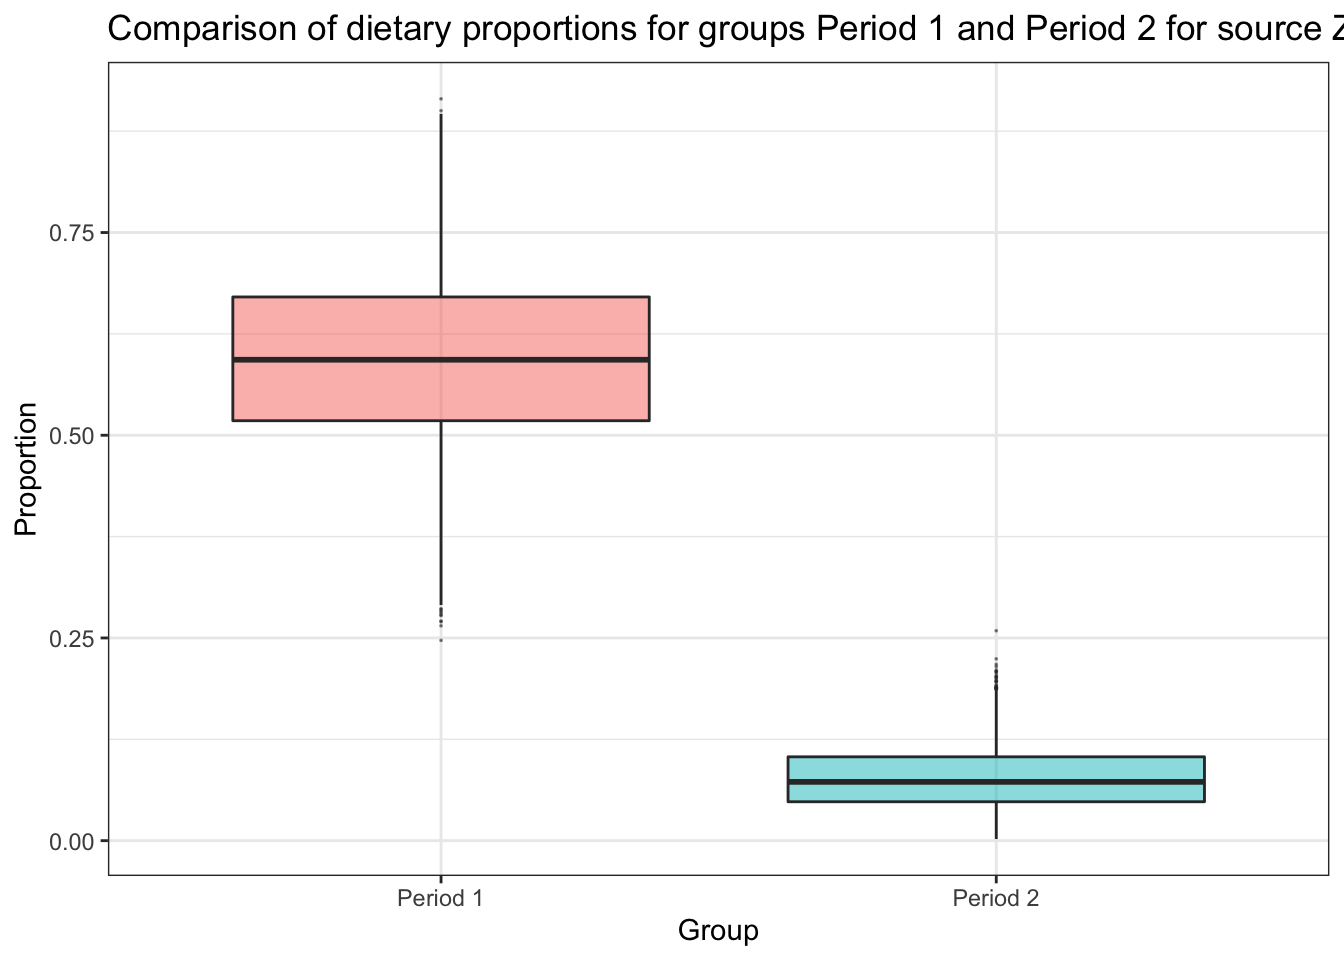 Comparison of dietary proportions for groups Period 1 and Period 2 for source Z
Proportion
0.75
0.50
0.25
0.00
Period 1 Period 2
Group